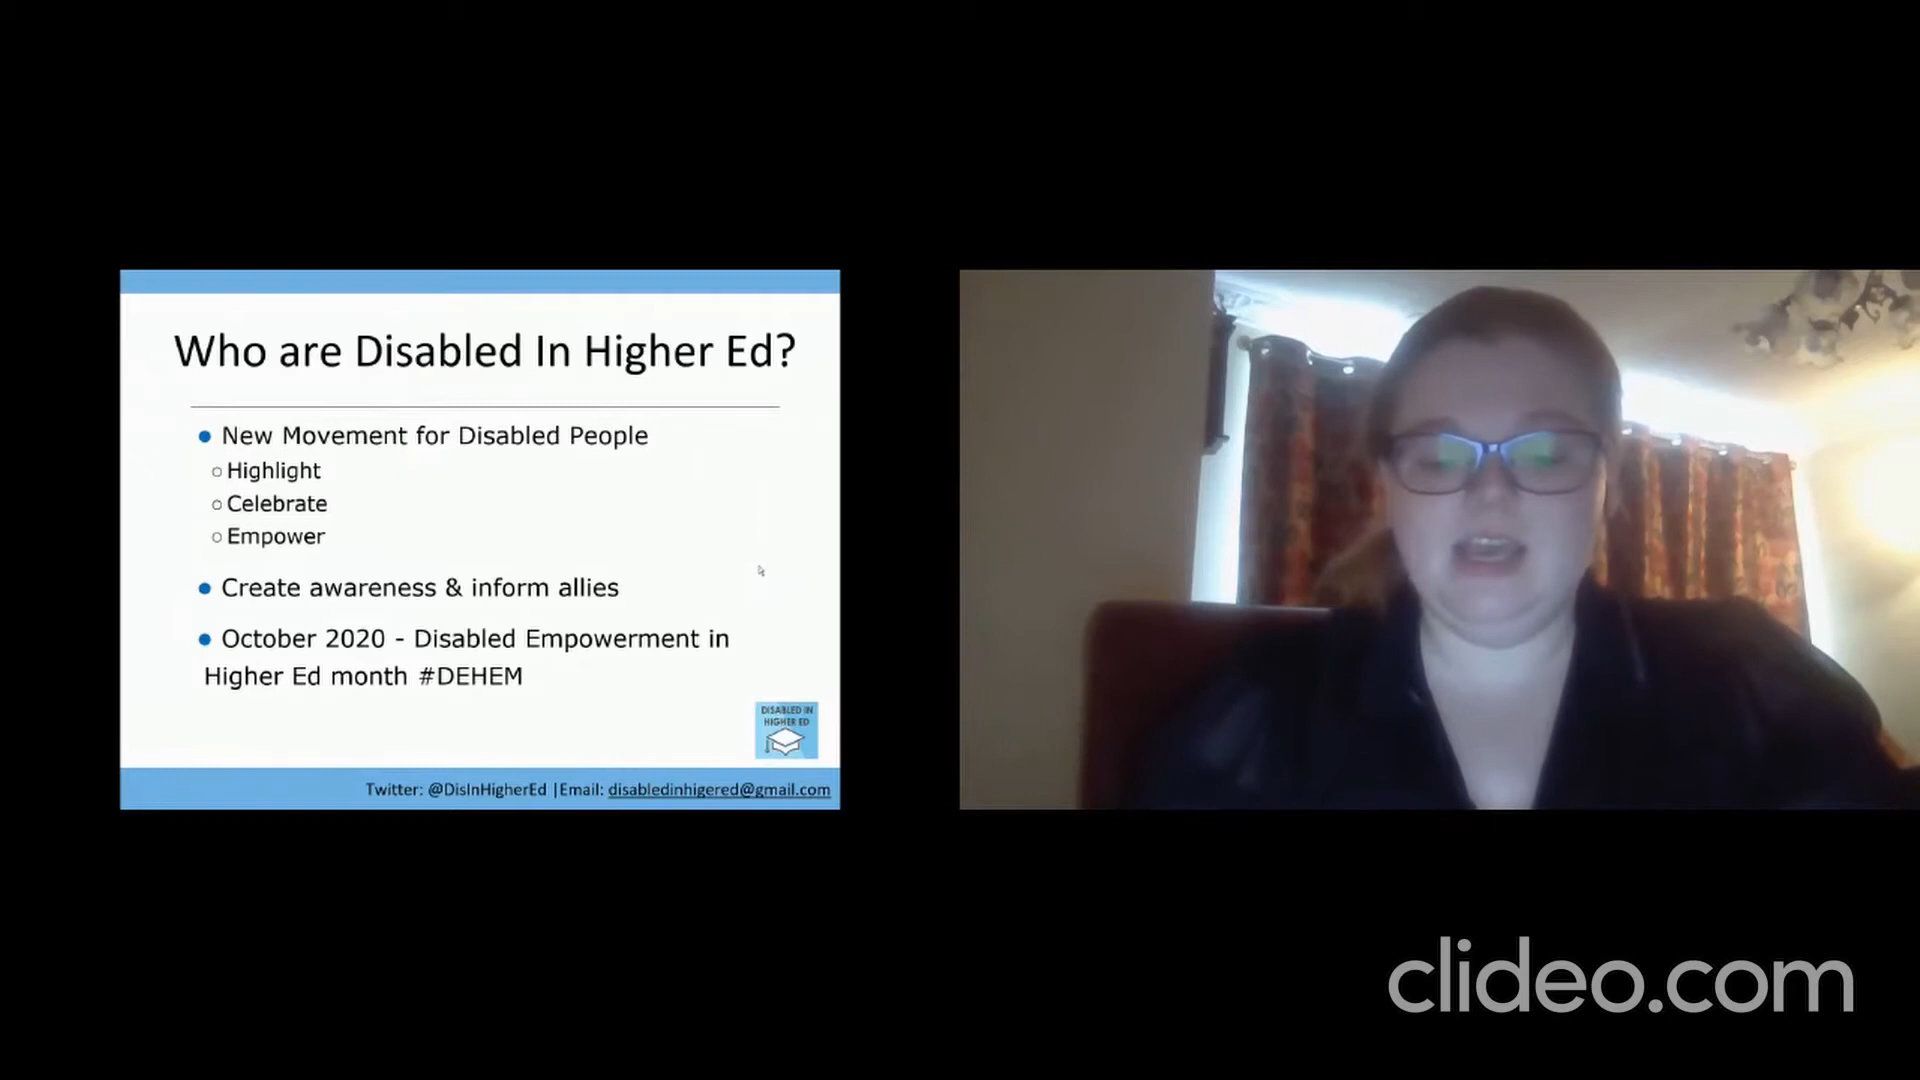 Who are Disabled In Higher Ed?
New Movement for Disabled People
Highlight
Celebrate
Empower
Create awareness & inform allies
October 2020 - Disabled Empowerment in
Higher Ed month #DEHEM
DISABLED IN
HIGHER ED
Twitter: @DisInHigherEd |Email: disabledinhigered@gmail.com
clideo.com